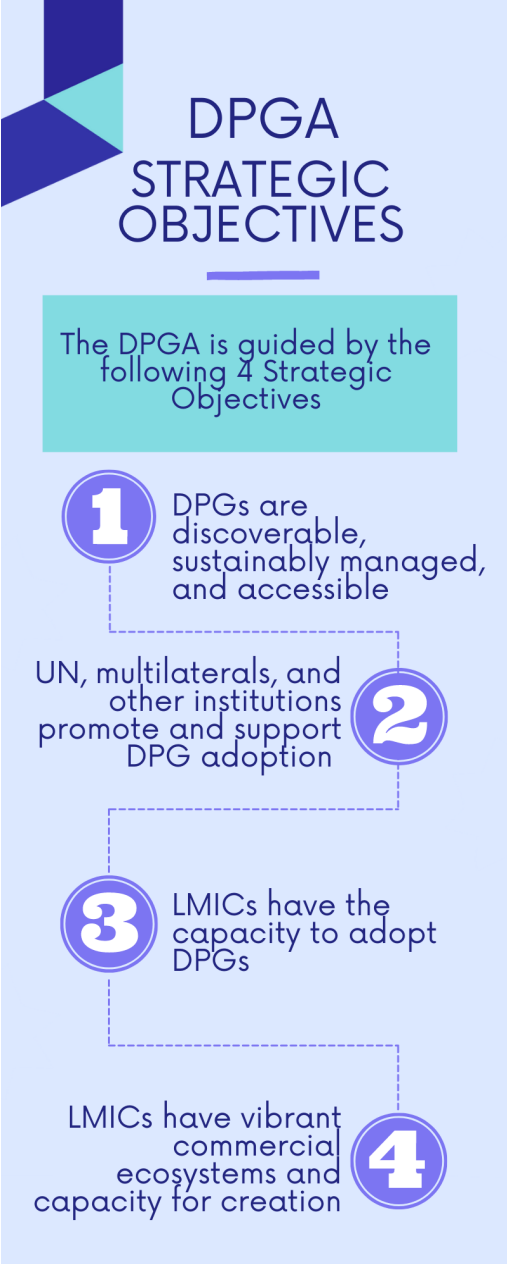 DPGA
STRATEGIC
OBJECTIVES
The DPGA is guided by the
following 4 Strategic
Objectives
1
DPGs are
discoverable,
sustainably managed,
and accessible
UN, multilaterals, and
other institutions
promote and support
DPG adoption
2
3
LMICs have the
capacity to adopt
DPGs
LMICs have vibrant
commercial
ecosystems and
capacity for creation
4